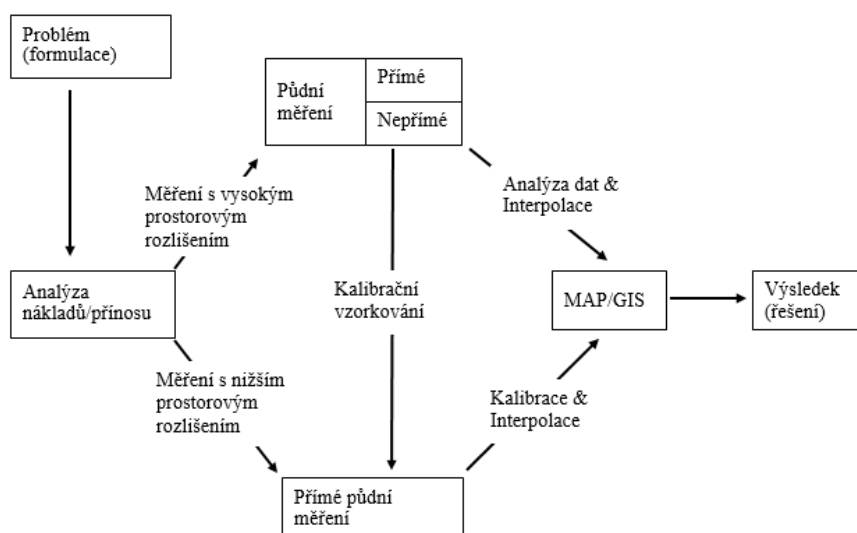 Problém
(formulace)
Půdní
měření
Přímé
Nepřímé
Měření s vysokým
prostorovým
rozlišením
Analýza dat &
Interpolace
Analýza
nákladů/přínosu
Kalibrační
vzorkování
MAP/GIS
Výsledek
(řešení)
Měření s nižším
prostorovým
rozlišením
Kalibrace &
Interpolace
Přímé půdní
měření